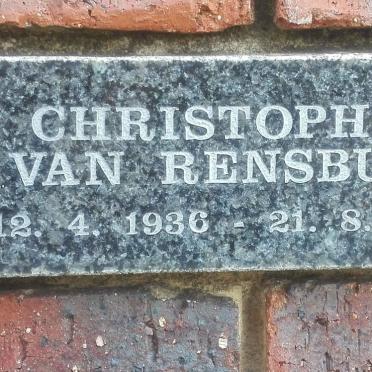 CHRISTOPH
VAN RENSBU
12. 4. 1936 - 21. 8.